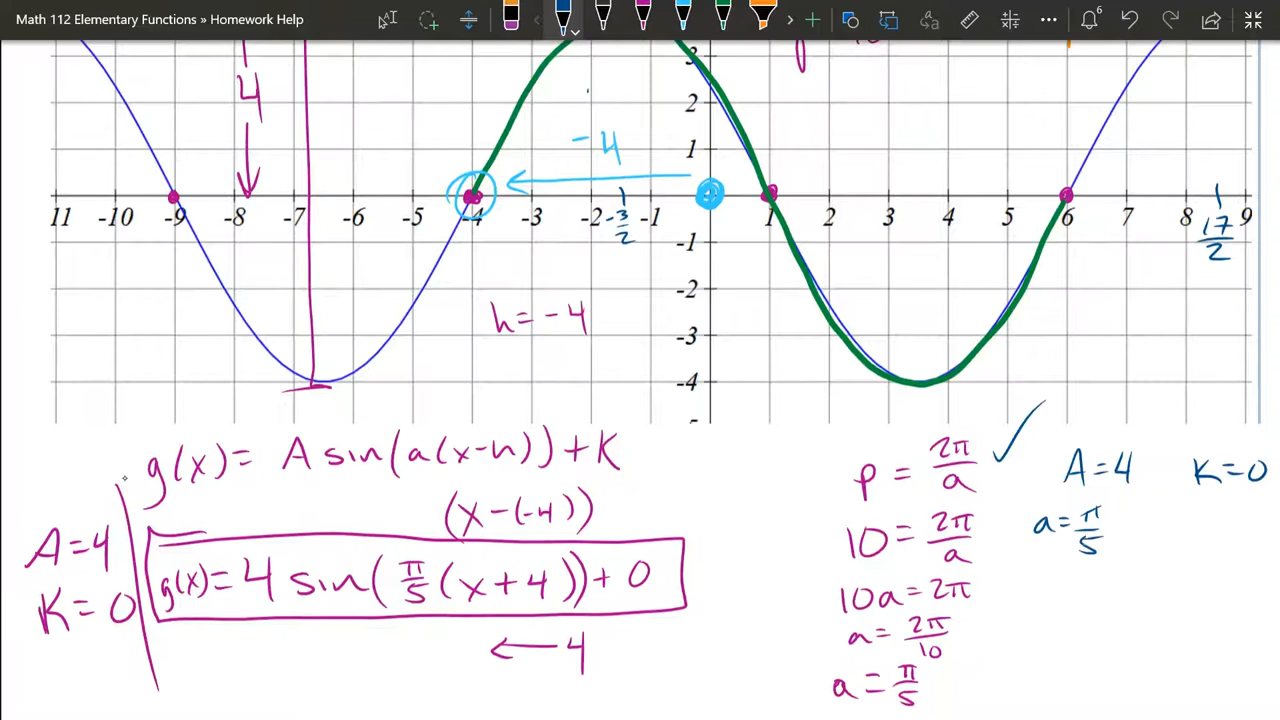 Math 112 Elementary Functions » Homework Help
6
3
2
1
4
-4
11 -10 -9 -8 -7 -6 -5 -4 -3 -2 -1 1 2 3 4 5 6 7 8 9
-3/2
17/2
-1
-2
-3
-4
h = -4
g(x) = A sin(a(x-h)) + K
(x-(-4))
A = 4
K = 0
g(x) = 4 sin(π/5(x+4)) + 0
← 4
p = 2π/a ✓
10 = 2π/a
10a = 2π
a = 2π/10
a = π/5
A = 4 K = 0
a = π/5